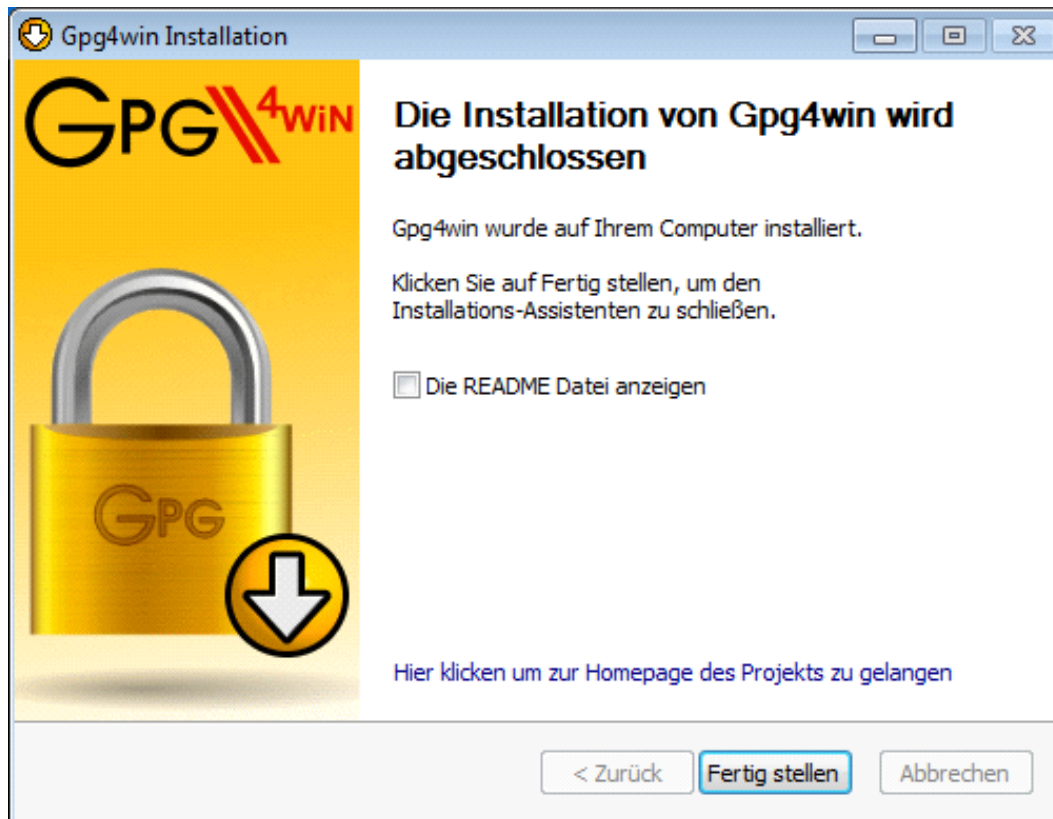 Gpg4win Installation
GPG4WiN
Die Installation von Gpg4win wird
abgeschlossen
Gpg4win wurde auf Ihrem Computer installiert.
Klicken Sie auf Fertig stellen, um den
Installations-Assistenten zu schließen.
Die README Datei anzeigen
GPG
Hier klicken um zur Homepage des Projekts zu gelangen
< Zurück Fertig stellen Abbrechen